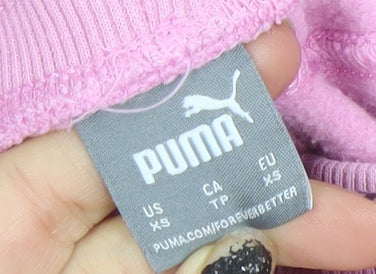 PUMA
US CA EU
XS TP XS
PUMA.COM/FOREVERBETTER